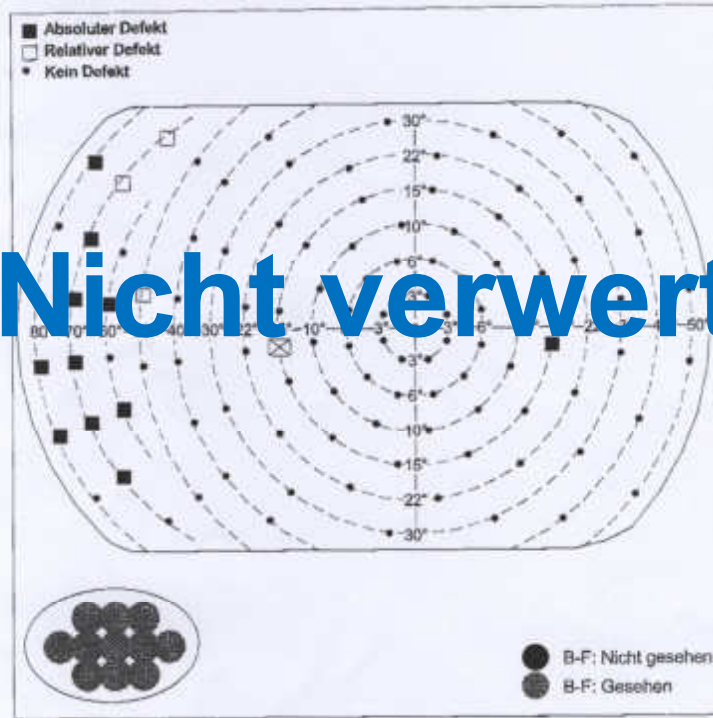 Absoluter Defekt
Relativer Defekt
Kein Defekt
30°
22°
15°
10°
6°
3°
Nicht verwert
80 70° 60° 40 30° 22 10° 3° 3° 6° 50°
3°
6°
10°
15°
22°
30°
B-F: Nicht gesehen
B-F: Gesehen